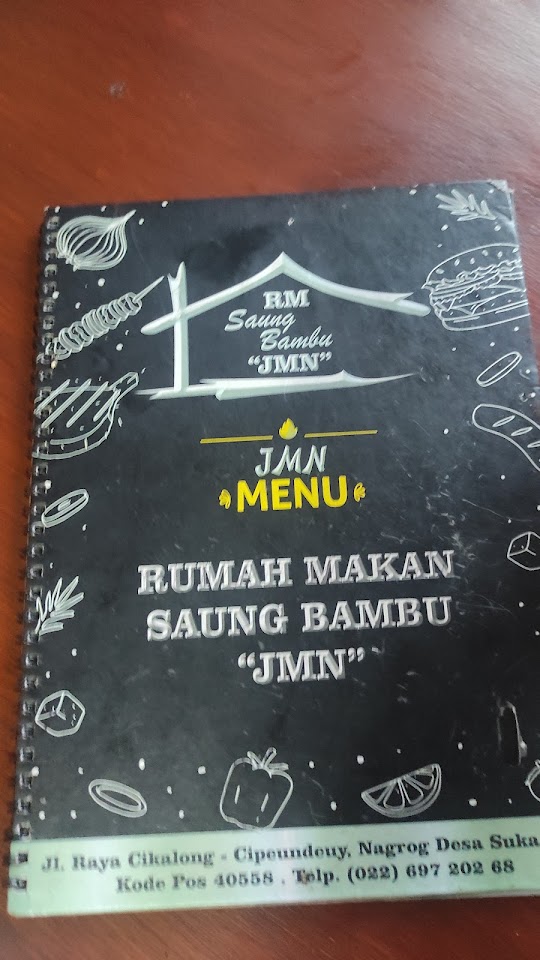 RM
Saung
Bambu
“JMN”
JMN
MENU
RUMAH MAKAN
SAUNG BAMBU
“JMN”
Jl. Raya Cikalong - Cipeundeuy, Nagrog Desa Suka
Kode Pos 40558 . Telp. (022) 697 202 68